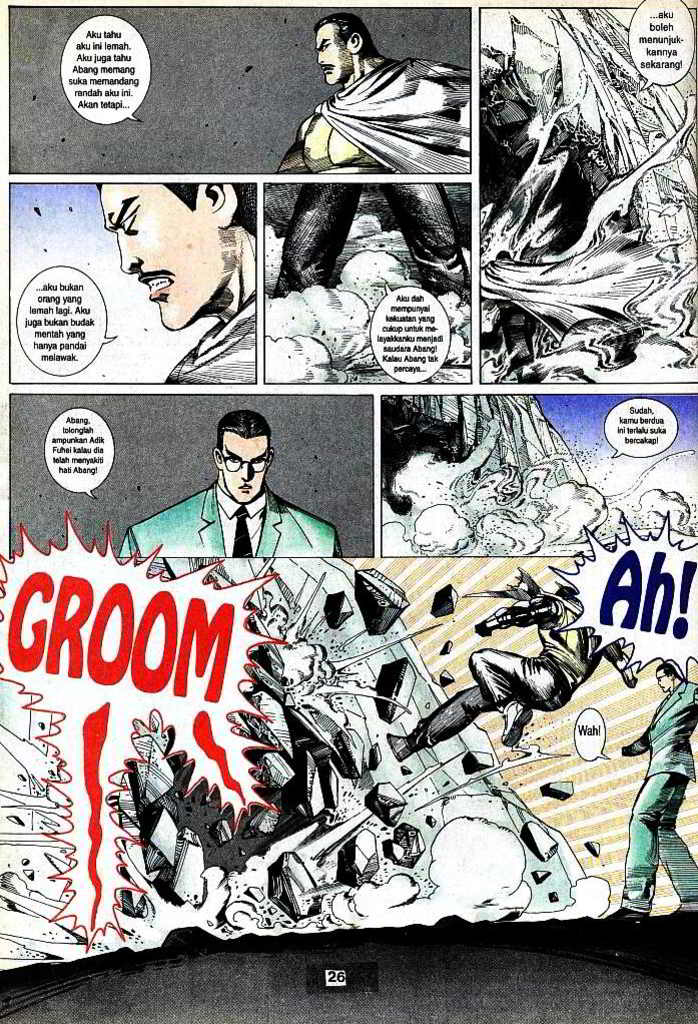 Aku tahu
aku ini lemah.
Aku juga tahu
Abang memang
suka memandang
randah aku ini.
Akan tetapi...
...aku
boleh
menunjuk-
kannya
sekarang!
...aku bukan
orang yang
lemah lagi. Aku
juga bukan budak
mentah yang
hanya pandai
melawak.
Aku dah
mempunyai
kekuatan yang
cukup untuk me-
layakkanku menjadi
saudara Abang!
Kalau Abang tak
percaya...
Abang,
tolonglah
ampunkan Adik
Fuhei kalau dia
telah menyakiti
hati Abang!
Sudah,
kamu berdua
ini terlalu suka
bercakap!
GROOM
Ah!
Wah!
26